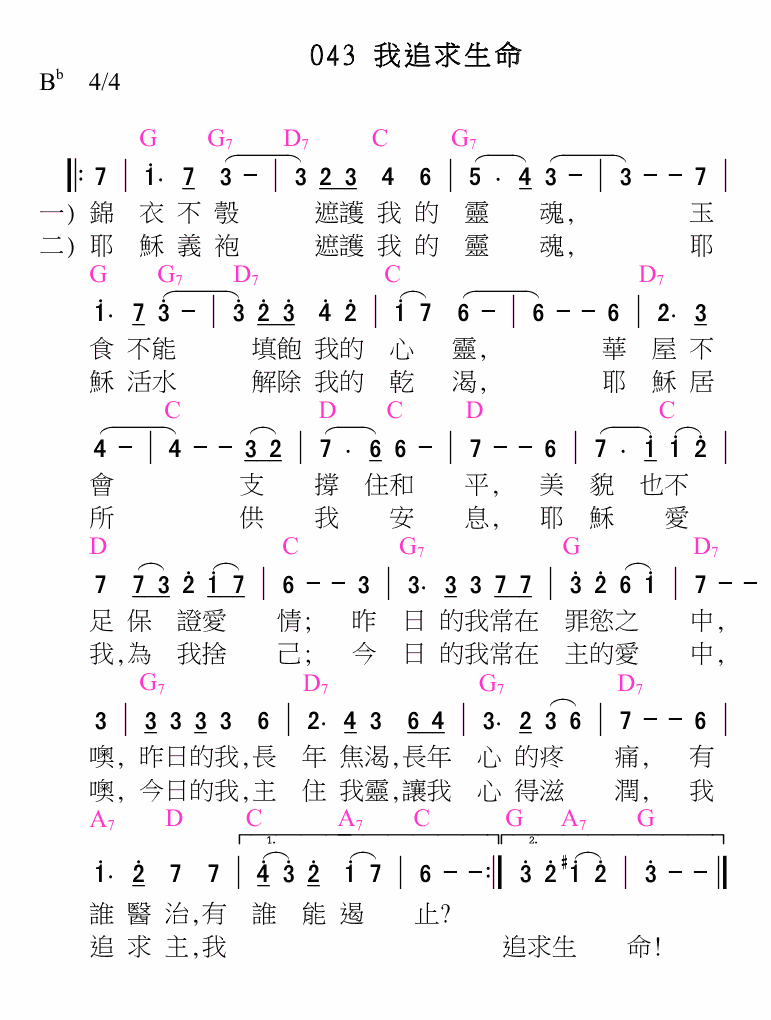 043 我追求生命
B♭ 4/4
G G7 D7 C G7
‖: 7 | i· 7 3 - | 3 2 3 4 6 | 5 · 4 3 - | 3 - - 7 |
一) 錦 衣 不 彀 遮護 我 的 靈 魂, 玉
二) 耶 穌 義 袍 遮護 我 的 靈 魂, 耶
G G7 D7 C D7
i· 7 3̇ - | 3̇ 2̇ 3̇ 4̇ 2̇ | i 7 6 - | 6 - - 6 | 2· 3
食 不能 填飽 我的 心 靈, 華 屋 不
穌 活水 解除 我的 乾 渴, 耶 穌 居
C D C D C
4 - | 4 - - 3 2 | 7 · 6 6 - | 7 - - 6 | 7 · i i 2̇ |
會 支 撐 住和 平, 美 貌 也不
所 供 我 安 息, 耶 穌 愛
D C G7 G D7
7 7 3 2̇ i 7 | 6 - - 3 | 3· 3 3 7 7 | 3̇ 2̇ 6 i | 7 - -
足 保 證愛 情; 昨 日 的我常在 罪慾之 中,
我,為 我捨 己; 今 日 的我常在 主的愛 中,
G7 D7 G7 D7
3 | 3 3 3 3 6 | 2· 4 3 6 4 | 3· 2 3 6 | 7 - - 6 |
噢, 昨日的我,長 年 焦渴,長年 心 的疼 痛, 有
噢, 今日的我,主 住 我靈,讓我 心 得滋 潤, 我
A7 D C A7 C G A7 G
1. 2.
i· 2̇ 7 7 | 4̇ 3̇ 2̇ i 7 | 6 - - :‖ 3̇ 2̇ #i 2̇ | 3̇ - - ‖
誰 醫 治,有 誰 能 遏 止?
追 求 主,我 追求生 命!